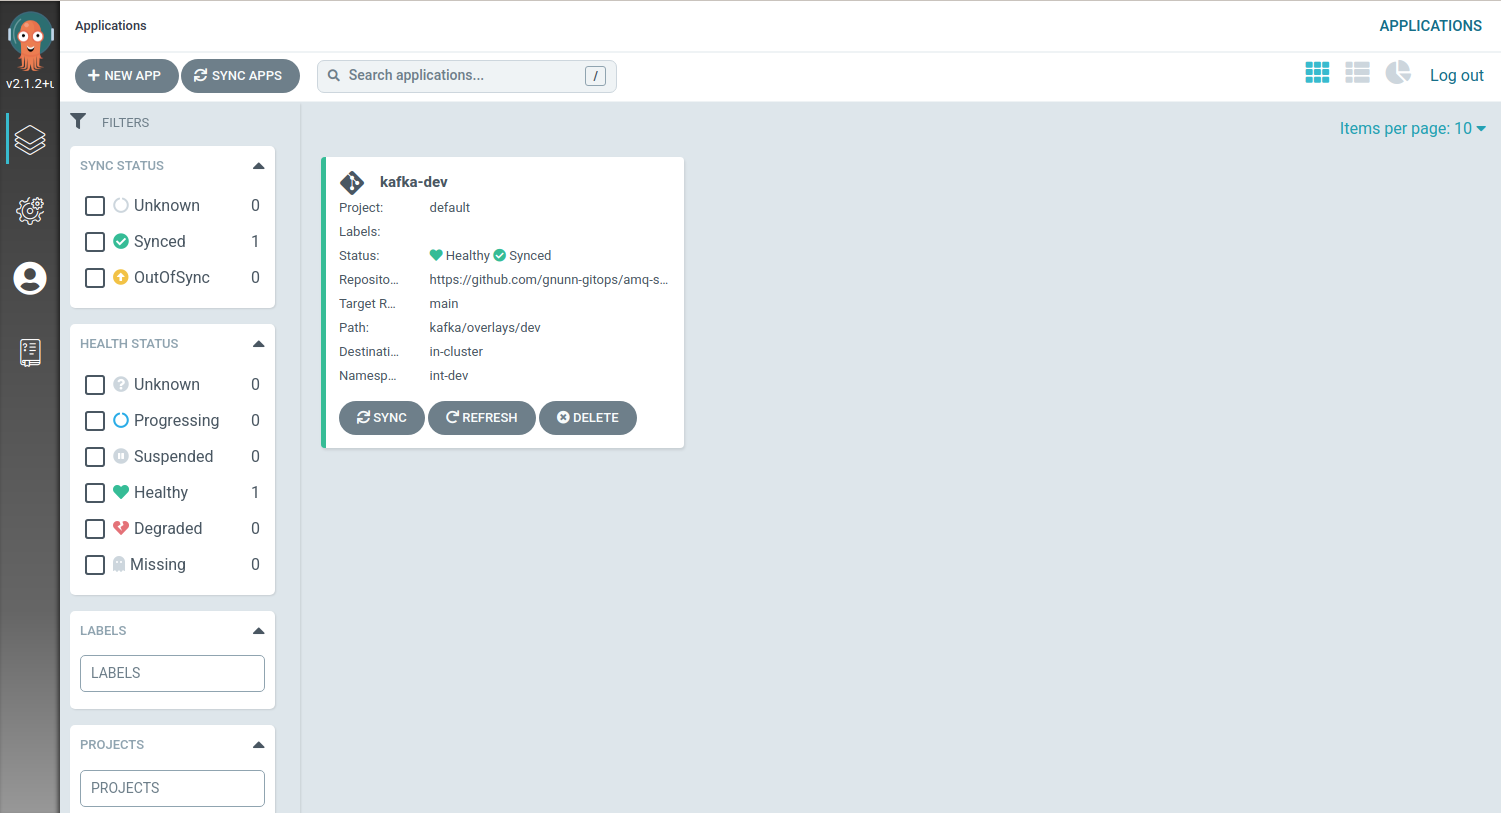 v2.1.2+u
Applications
APPLICATIONS
NEW APP
SYNC APPS
Search applications...
/
Log out
FILTERS
Items per page: 10
SYNC STATUS
Unknown 0
Synced 1
OutOfSync 0
HEALTH STATUS
Unknown 0
Progressing 0
Suspended 0
Healthy 1
Degraded 0
Missing 0
LABELS
LABELS
PROJECTS
PROJECTS
kafka-dev
Project: default
Labels:
Status: Healthy Synced
Reposito... https://github.com/gnunn-gitops/amq-s...
Target R... main
Path: kafka/overlays/dev
Destinati... in-cluster
Namesp... int-dev
SYNC
REFRESH
DELETE